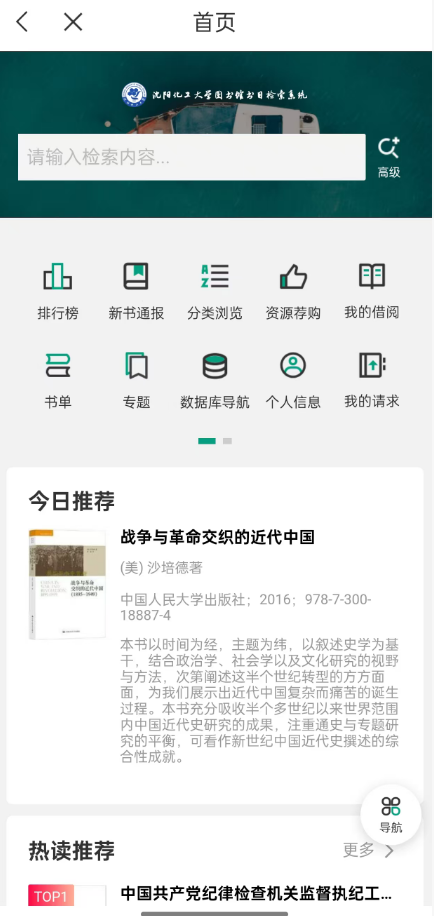 首页
沈阳化工大学图书馆书目检索系统
请输入检索内容...
高级
排行榜
新书通报
分类浏览
资源荐购
我的借阅
书单
专题
数据库导航
个人信息
我的请求
今日推荐
战争与革命交织的近代中国
(美) 沙培德著
中国人民大学出版社；2016；978-7-300-
18887-4
本书以时间为经，主题为纬，以叙述史学为基
干，结合政治学、社会学以及文化研究的视野
与方法，次第阐述这半个世纪转型的方方面
面，为我们展示出近代中国复杂而痛苦的诞生
过程。本书充分吸收半个多世纪以来世界范围
内中国近代史研究的成果，注重通史与专题研
究的平衡，可看作新世纪中国近代史撰述的综
合性成就。
战争与革命
交织的近代中国
导航
热读推荐
更多
TOP1
中国共产党纪律检查机关监督执纪工...